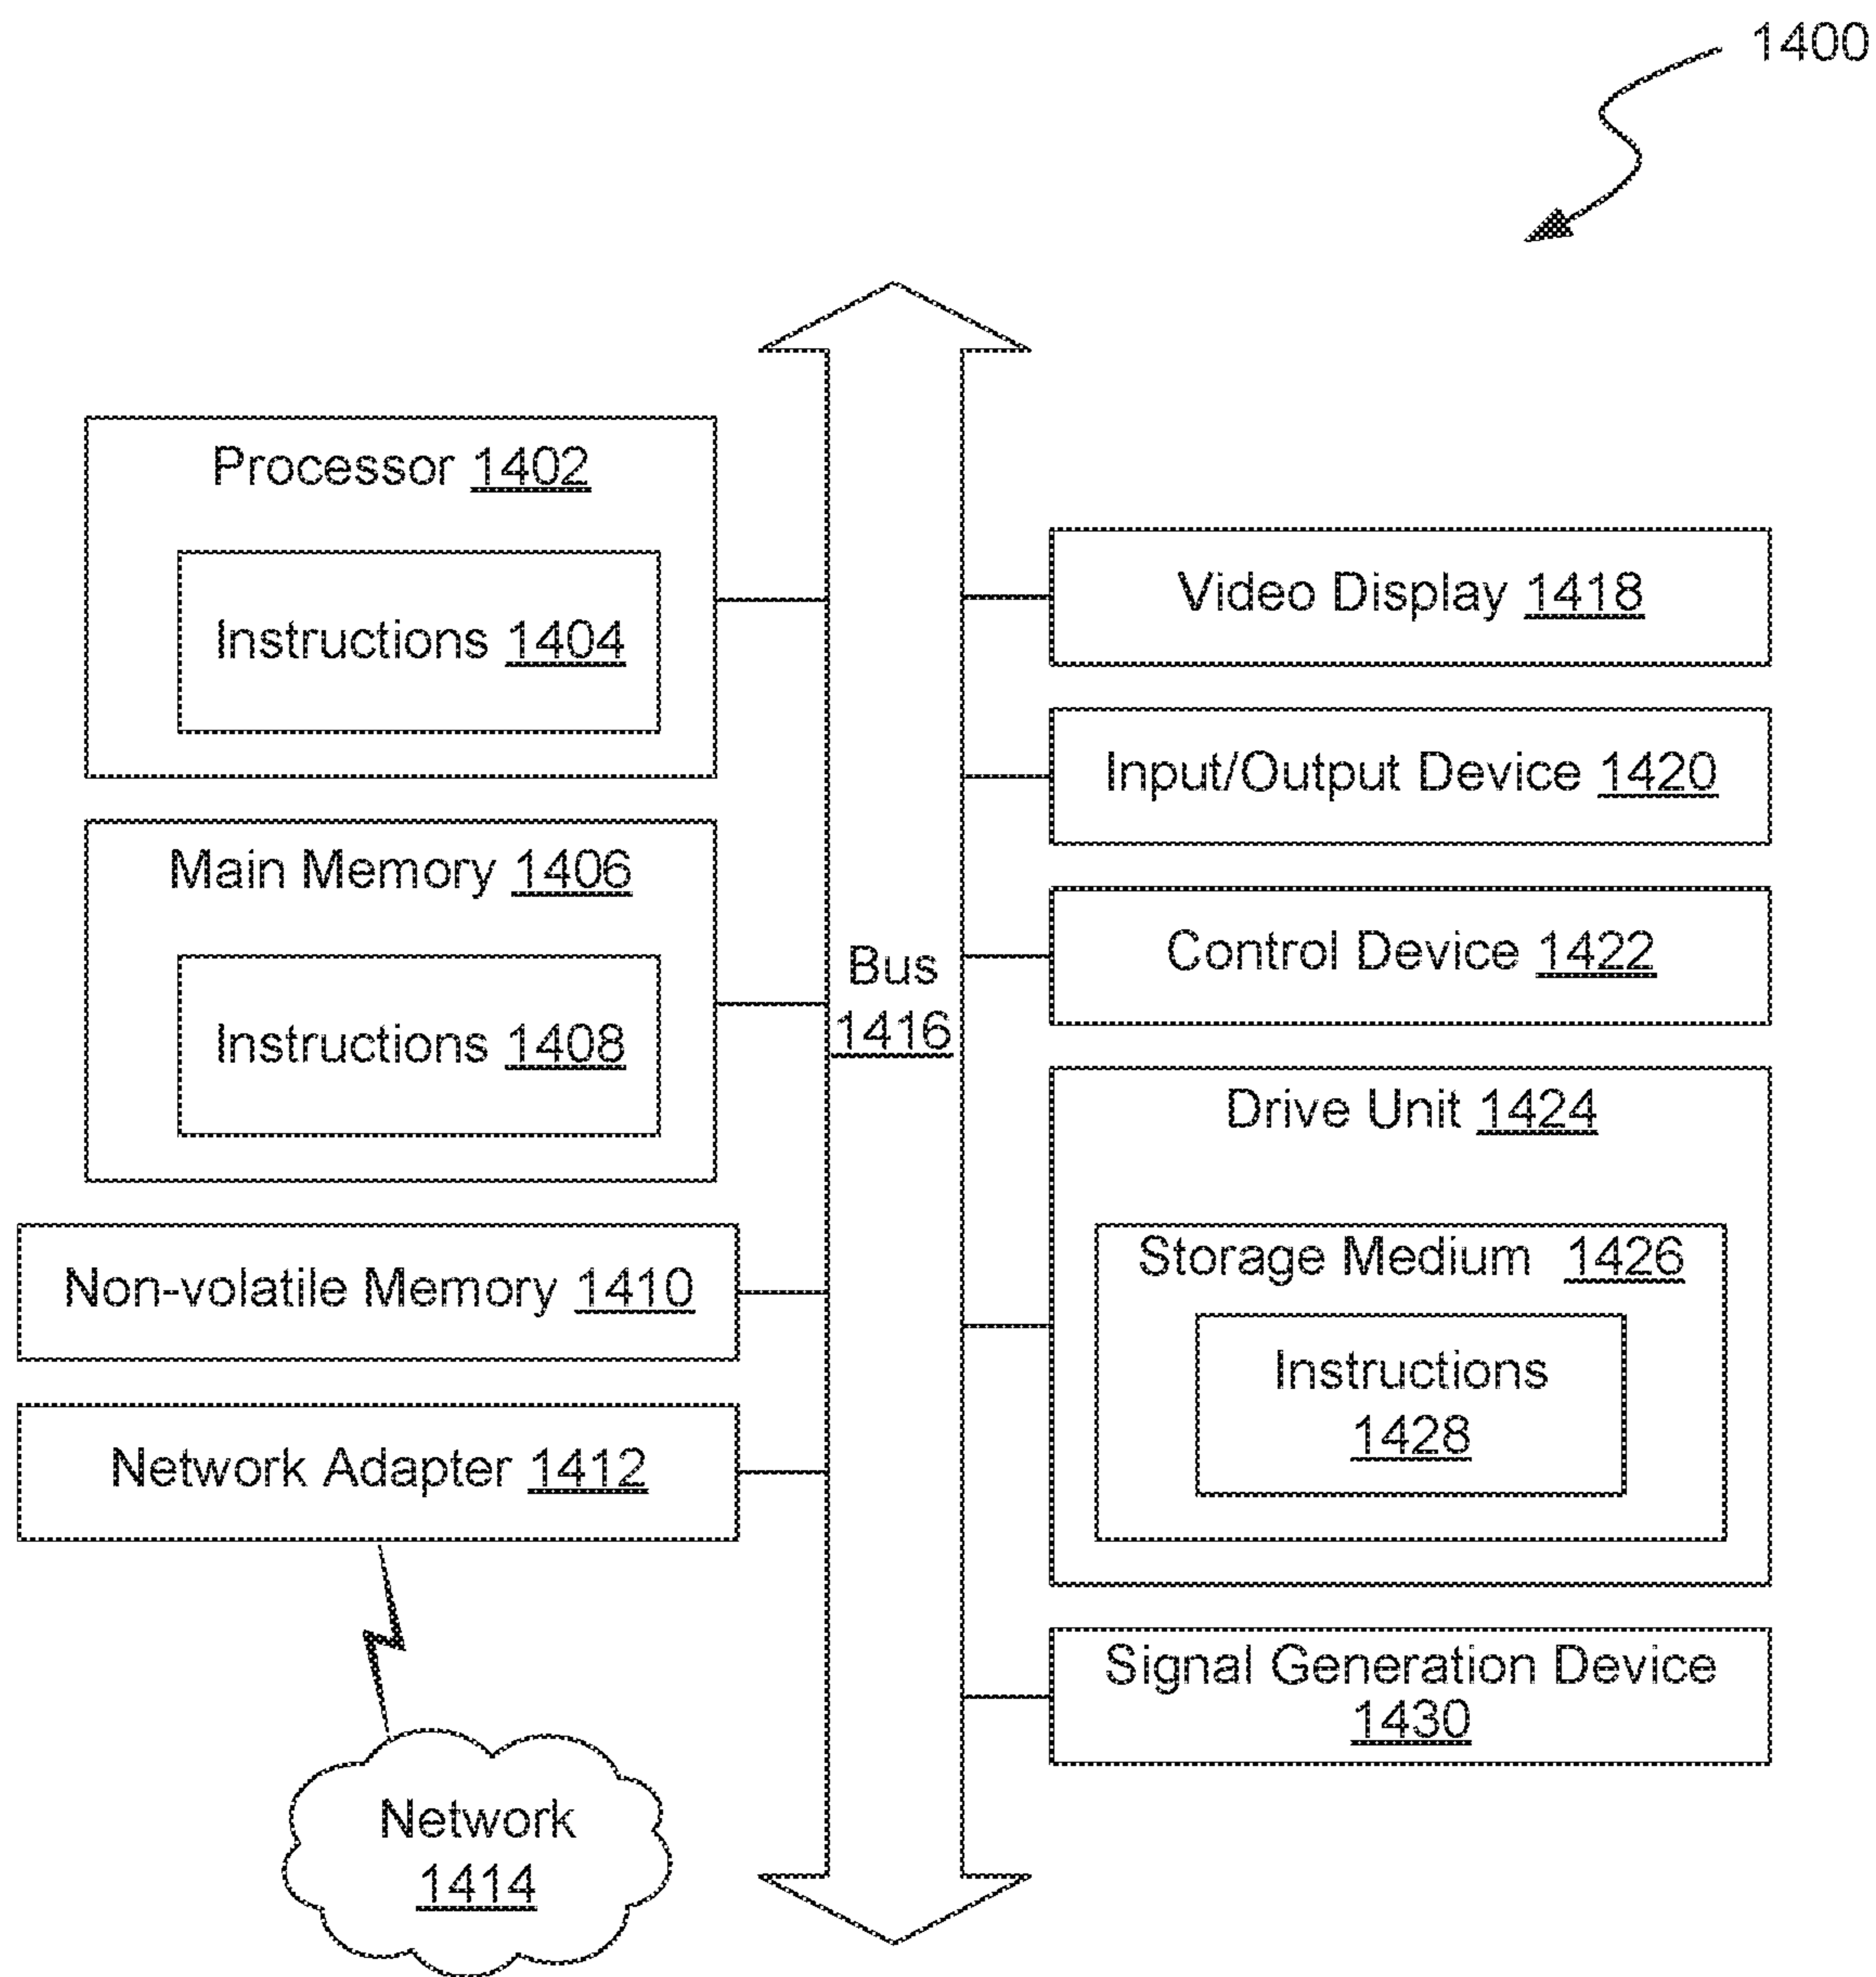 1400
Processor 1402
Instructions 1404
Main Memory 1406
Instructions 1408
Non-volatile Memory 1410
Network Adapter 1412
Network
1414
Bus
1416
Video Display 1418
Input/Output Device 1420
Control Device 1422
Drive Unit 1424
Storage Medium 1426
Instructions
1428
Signal Generation Device
1430